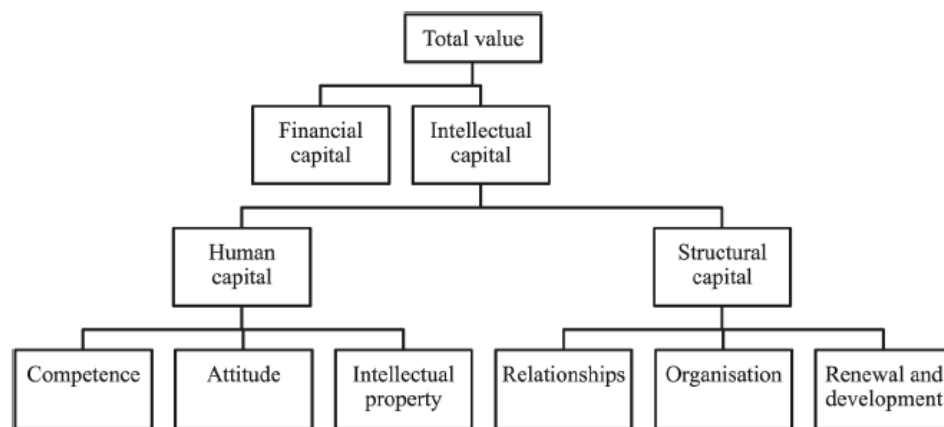 Total value
Financial
capital
Intellectual
capital
Human
capital
Structural
capital
Competence
Attitude
Intellectual
property
Relationships
Organisation
Renewal and
development